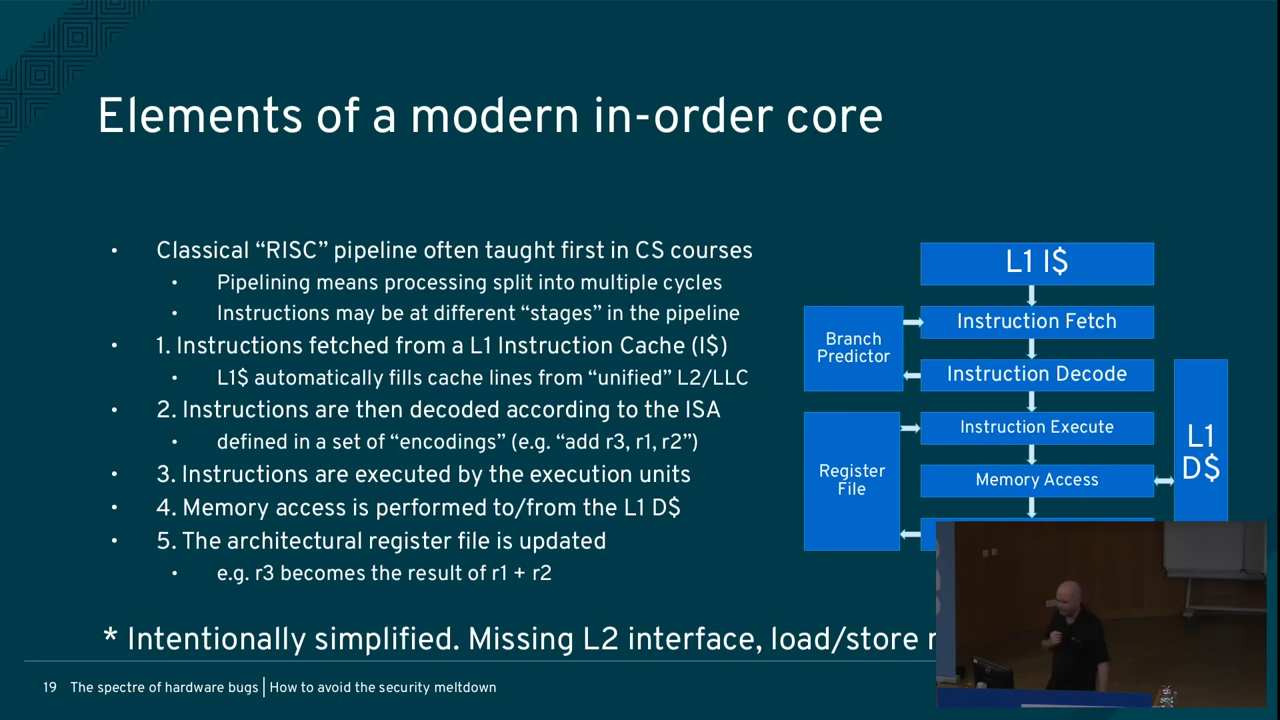 Elements of a modern in-order core
• Classical “RISC” pipeline often taught first in CS courses
• Pipelining means processing split into multiple cycles
• Instructions may be at different “stages” in the pipeline
• 1. Instructions fetched from a L1 Instruction Cache (I$)
• L1$ automatically fills cache lines from “unified” L2/LLC
• 2. Instructions are then decoded according to the ISA
• defined in a set of “encodings” (e.g. “add r3, r1, r2”)
• 3. Instructions are executed by the execution units
• 4. Memory access is performed to/from the L1 D$
• 5. The architectural register file is updated
• e.g. r3 becomes the result of r1 + r2
L1 I$
Instruction Fetch
Branch
Predictor
Instruction Decode
Instruction Execute
Register
File
Memory Access
L1
D$
* Intentionally simplified. Missing L2 interface, load/store
19 The spectre of hardware bugs | How to avoid the security meltdown